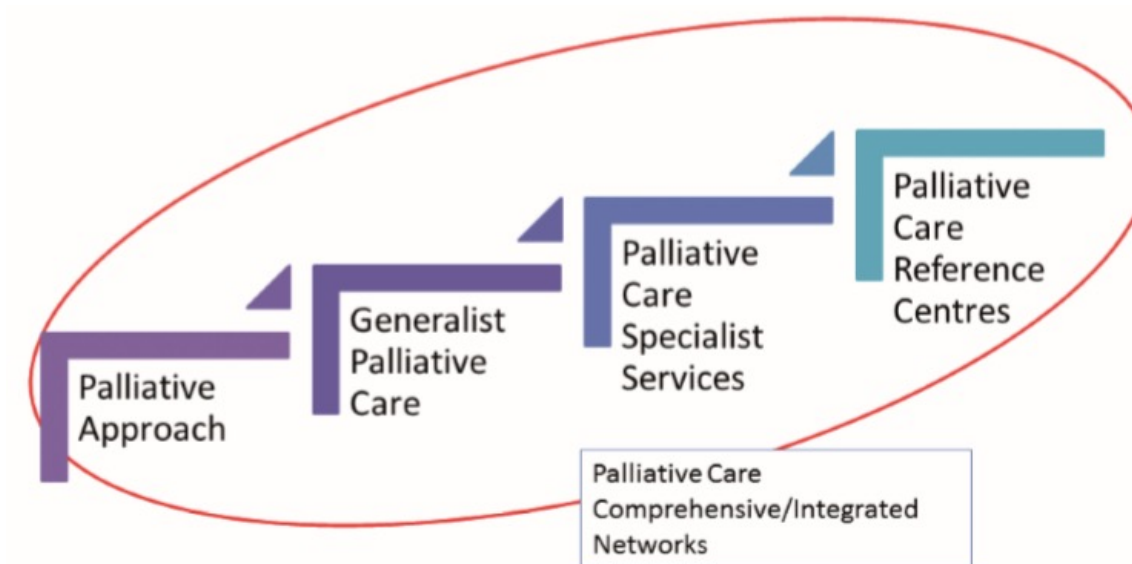 Palliative
Approach
Generalist
Palliative
Care
Palliative
Care
Specialist
Services
Palliative
Care
Reference
Centres
Palliative Care
Comprehensive/Integrated
Networks